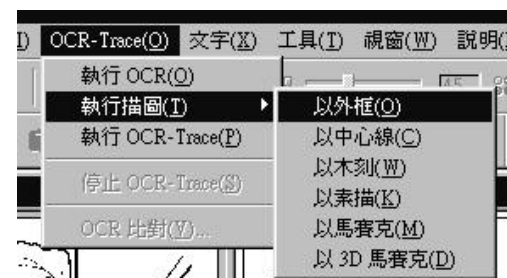 OCR-Trace(O) 文字(X) 工具(T) 視窗(W) 說明(
執行 OCR(O)
執行描圖(T)
執行 OCR-Trace(P)
停止 OCR-Trace(S)
OCR 比對(V)...
以外框(O)
以中心線(C)
以木刻(W)
以素描(K)
以馬賽克(M)
以 3D 馬賽克(D)